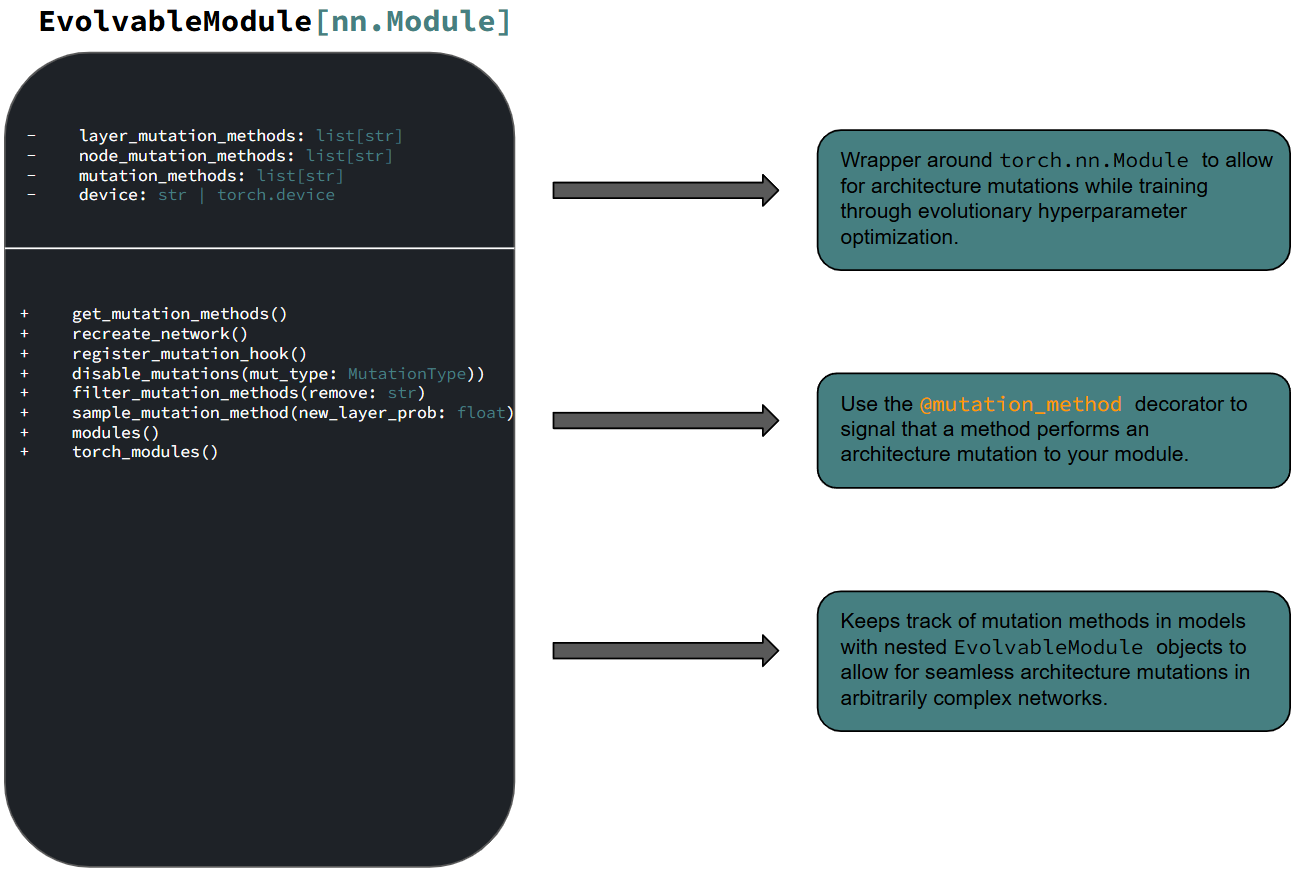 EvolvableModule[nn.Module]
- layer_mutation_methods: list[str]
- node_mutation_methods: list[str]
- mutation_methods: list[str]
- device: str | torch.device
+ get_mutation_methods()
+ recreate_network()
+ register_mutation_hook()
+ disable_mutations(mut_type: MutationType))
+ filter_mutation_methods(remove: str)
+ sample_mutation_method(new_layer_prob: float)
+ modules()
+ torch_modules()
Wrapper around torch.nn.Module to allow
for architecture mutations while training
through evolutionary hyperparameter
optimization.
Use the @mutation_method decorator to
signal that a method performs an
architecture mutation to your module.
Keeps track of mutation methods in models
with nested EvolvableModule objects to
allow for seamless architecture mutations in
arbitrarily complex networks.